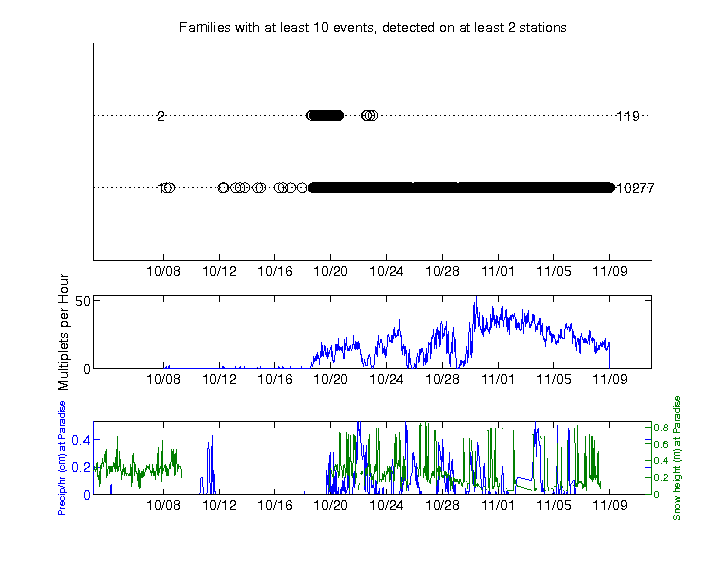 Families with at least 10 events, detected on at least 2 stations
2 119
1 10277
10/08 10/12 10/16 10/20 10/24 10/28 11/01 11/05 11/09
Multiplets per Hour
50
0
10/08 10/12 10/16 10/20 10/24 10/28 11/01 11/05 11/09
Precip/hr (cm) at Paradise
0.4
0.2
0
0.8
0.6
0.4
0.2
0
Snow height (m) at Paradise
10/08 10/12 10/16 10/20 10/24 10/28 11/01 11/05 11/09